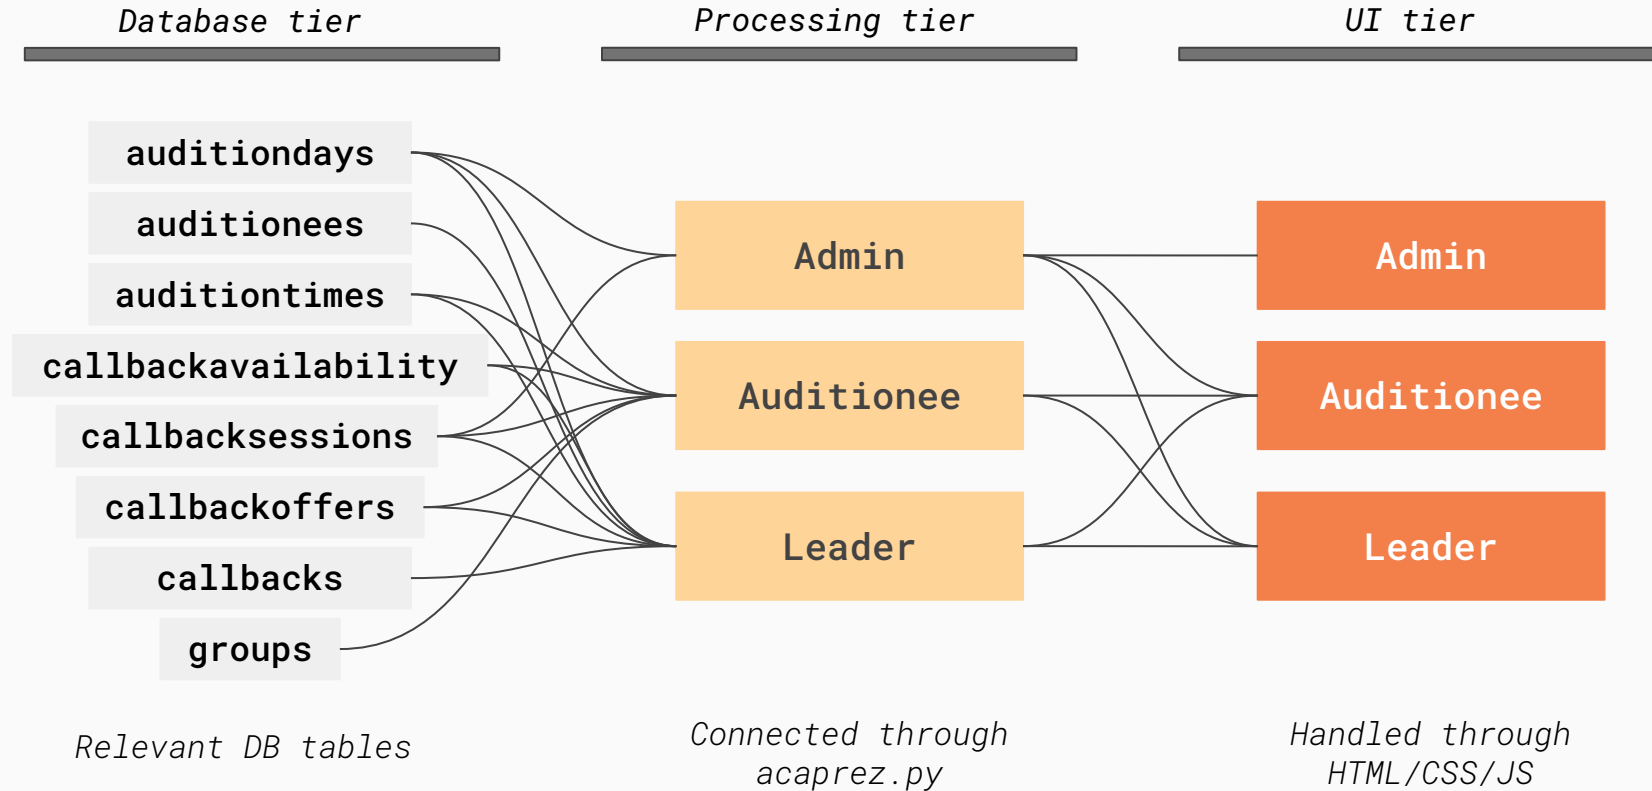 Database tier
Processing tier
UI tier
auditiondays
auditionees
auditiontimes
callbackavailability
callbacksessions
callbackoffers
callbacks
groups
Admin
Auditionee
Leader
Admin
Auditionee
Leader
Relevant DB tables
Connected through
acaprez.py
Handled through
HTML/CSS/JS